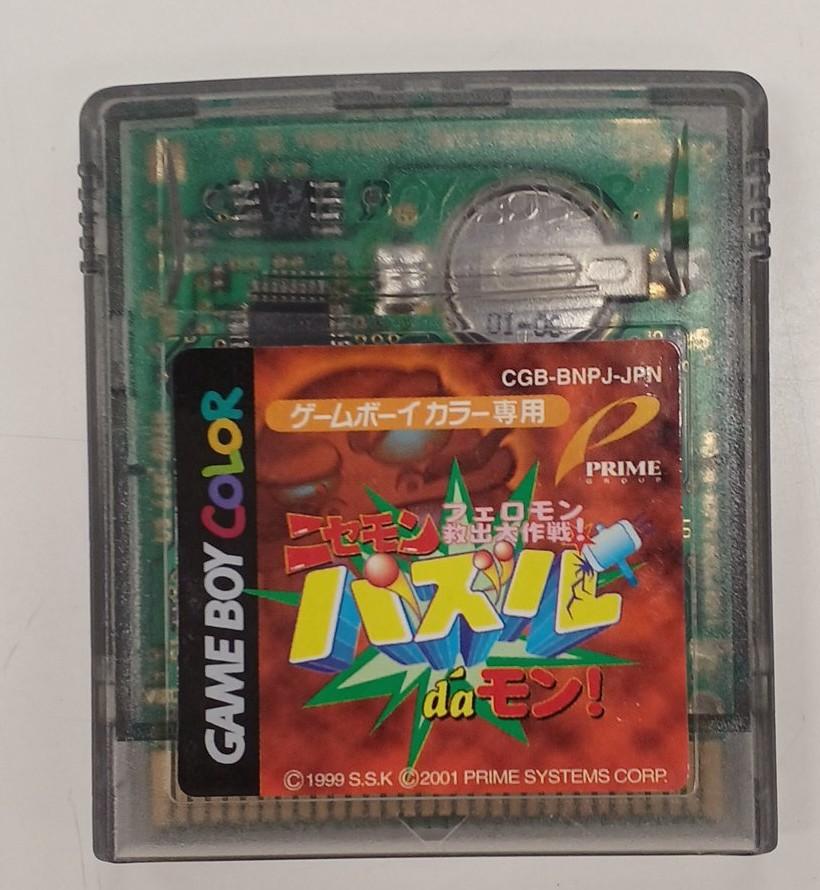 CGB-BNPJ-JPN
ゲームボーイカラー専用
PRIME
GROUP
GAME BOY COLOR
ニセモン
フェロモン
救出大作戦!
パズル
daモン!
©1999 S.S.K ©2001 PRIME SYSTEMS CORP.